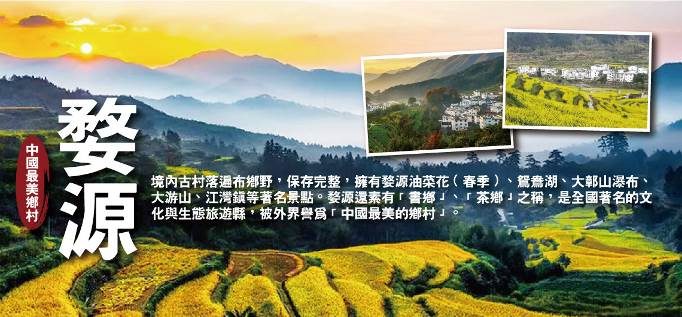 婺源
中國最美鄉村
境內古村落遍布鄉野，保存完整，擁有婺源油菜花（春季）、鴛鴦湖、大鄣山瀑布、
大游山、江灣鎮等著名景點。婺源還素有「書鄉」、「茶鄉」之稱，是全國著名的文
化與生態旅遊縣，被外界譽爲「中國最美的鄉村」。